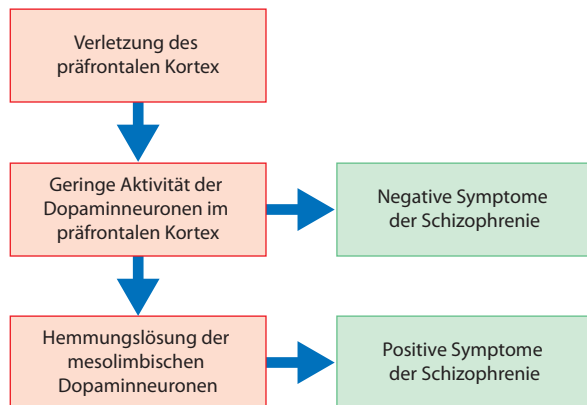 Verletzung des
präfrontalen Kortex
Geringe Aktivität der
Dopaminneuronen im
präfrontalen Kortex
Negative Symptome
der Schizophrenie
Hemmungslösung der
mesolimbischen
Dopaminneuronen
Positive Symptome
der Schizophrenie